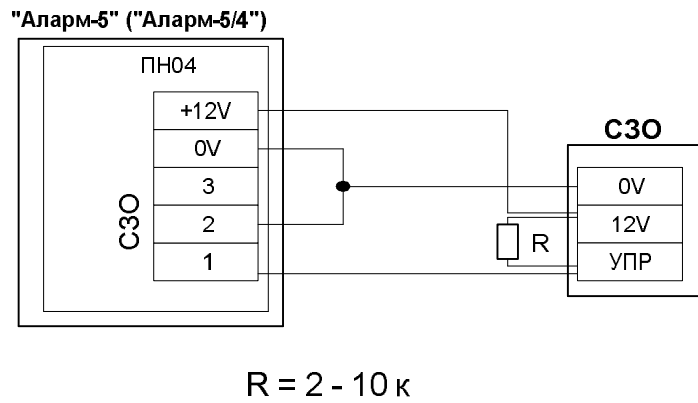 "Аларм-5" ("Аларм-5/4")
ПН04
СЗО
+12V
0V
3
2
1
СЗО
0V
12V
УПР
R
R = 2 - 10 к